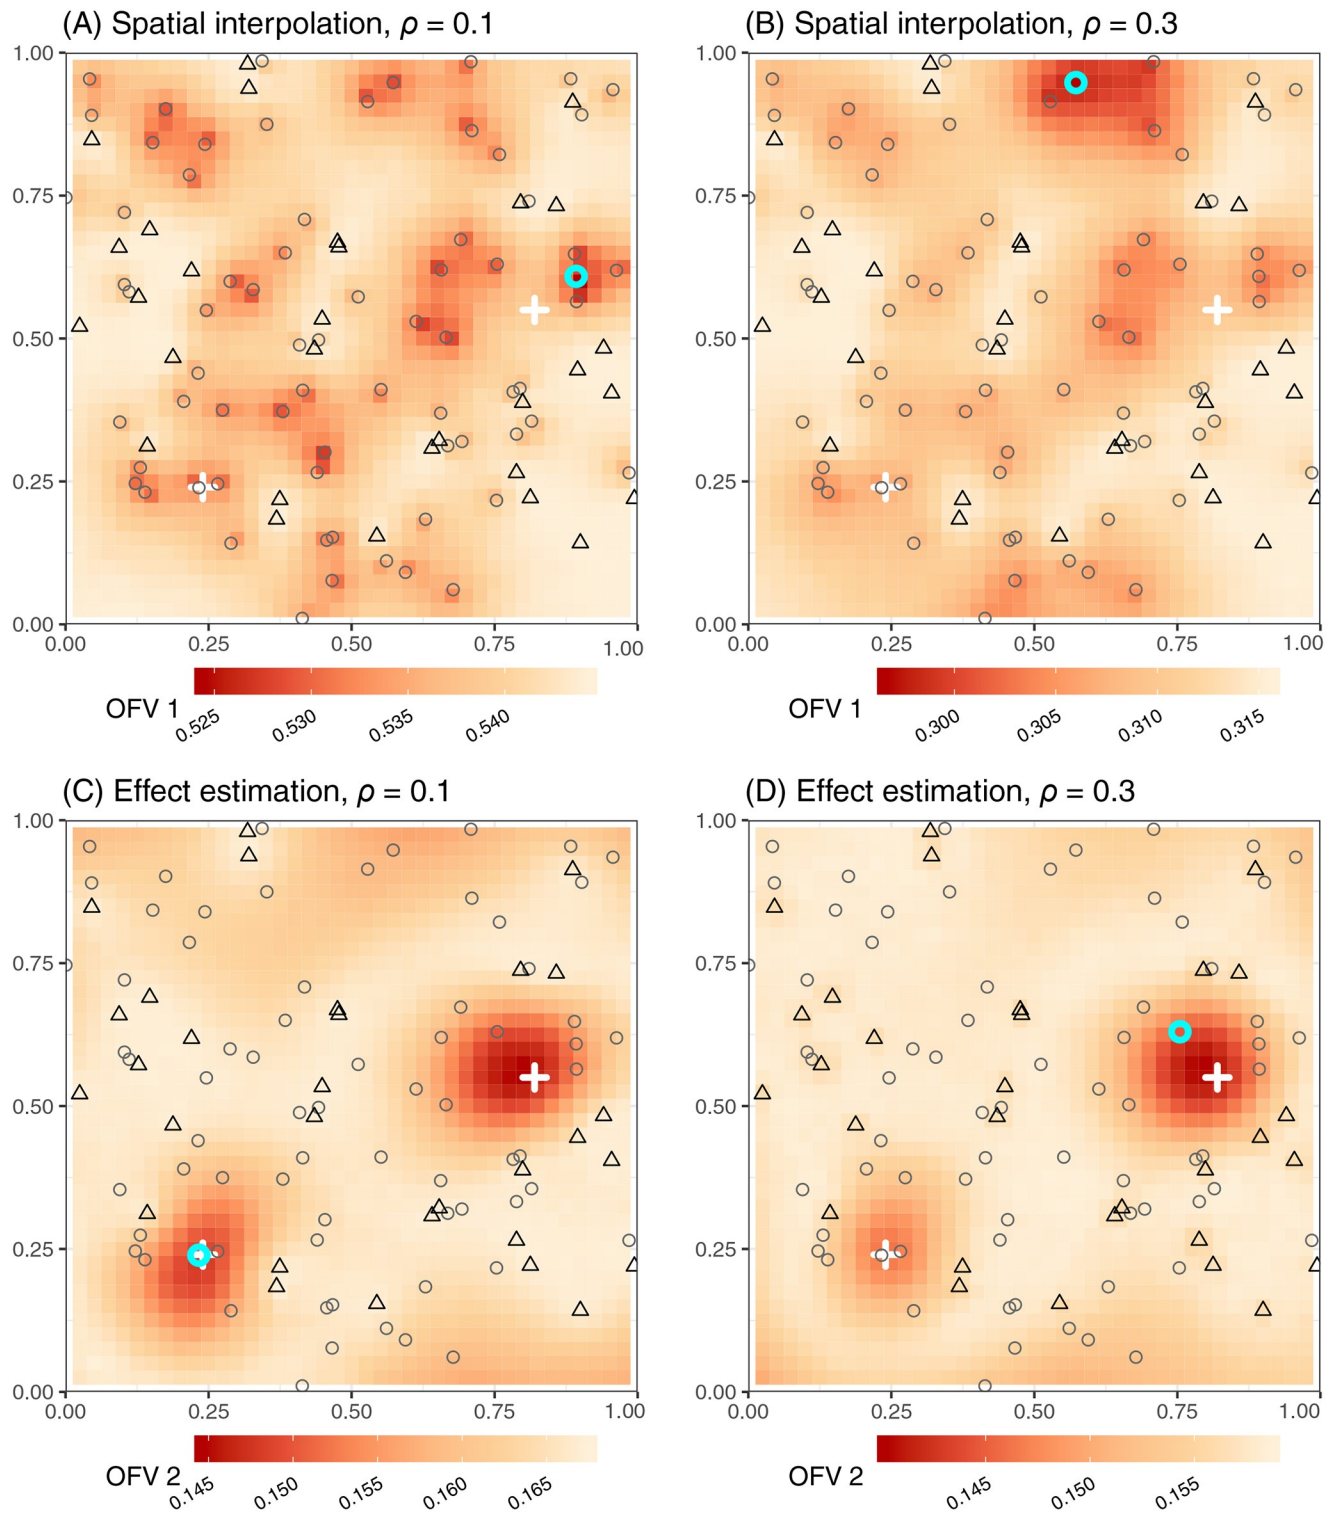 (A) Spatial interpolation, ρ = 0.1
1.00
0.75
0.50
0.25
0.00
0.00 0.25 0.50 0.75 1.00
OFV 1
0.525 0.530 0.535 0.540
(B) Spatial interpolation, ρ = 0.3
1.00
0.75
0.50
0.25
0.00
0.00 0.25 0.50 0.75 1.00
OFV 1
0.300 0.305 0.310 0.315
(C) Effect estimation, ρ = 0.1
1.00
0.75
0.50
0.25
0.00
0.00 0.25 0.50 0.75 1.00
OFV 2
0.145 0.150 0.155 0.160 0.165
(D) Effect estimation, ρ = 0.3
1.00
0.75
0.50
0.25
0.00
0.00 0.25 0.50 0.75 1.00
OFV 2
0.145 0.150 0.155